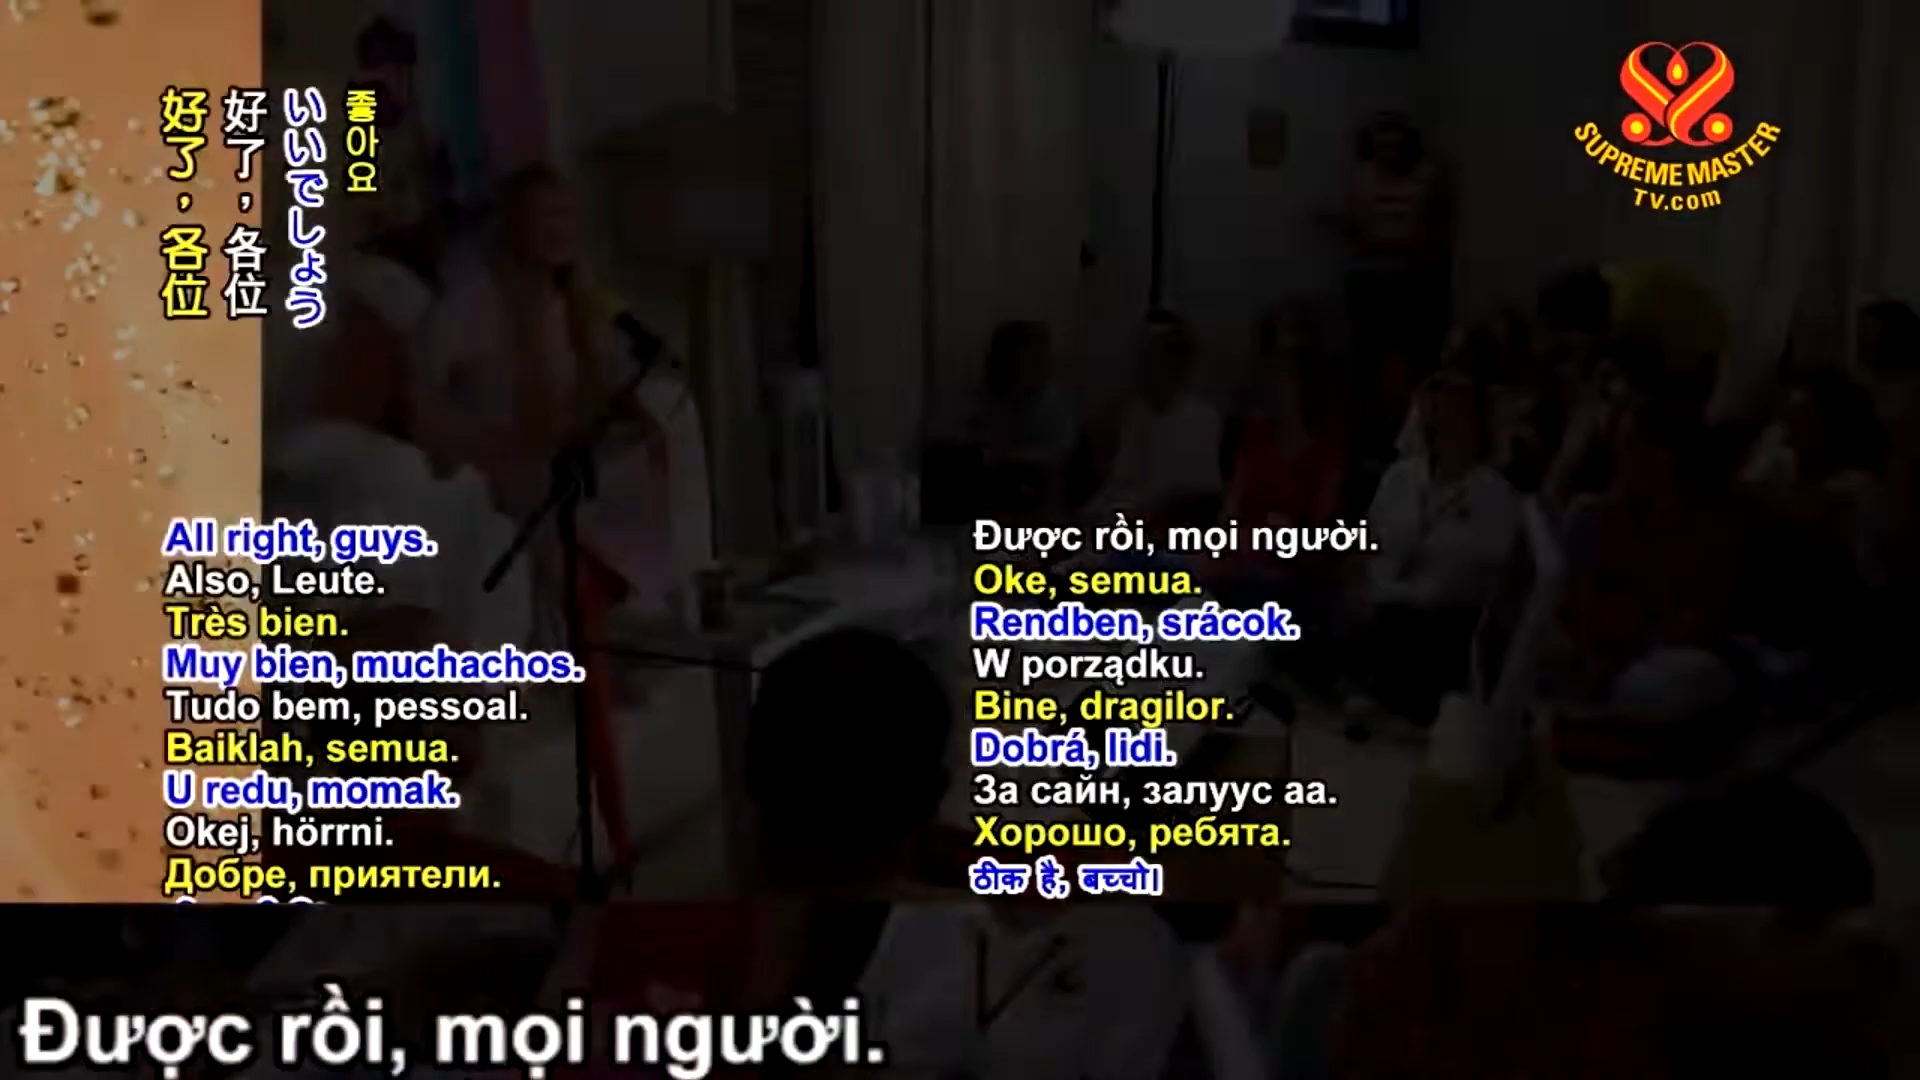 好了，各位
好了，各位
いいでしょう
좋아요
SUPREME MASTER
TV.com
All right, guys.
Also, Leute.
Très bien.
Muy bien, muchachos.
Tudo bem, pessoal.
Baiklah, semua.
U redu, momak.
Okej, hörrni.
Добре, приятели.
Được rồi, mọi người.
Oke, semua.
Rendben, srácok.
W porządku.
Bine, dragilor.
Dobrá, lidi.
За сайн, залуус аа.
Хорошо, ребята.
ठीक है, बच्चो।
Được rồi, mọi người.